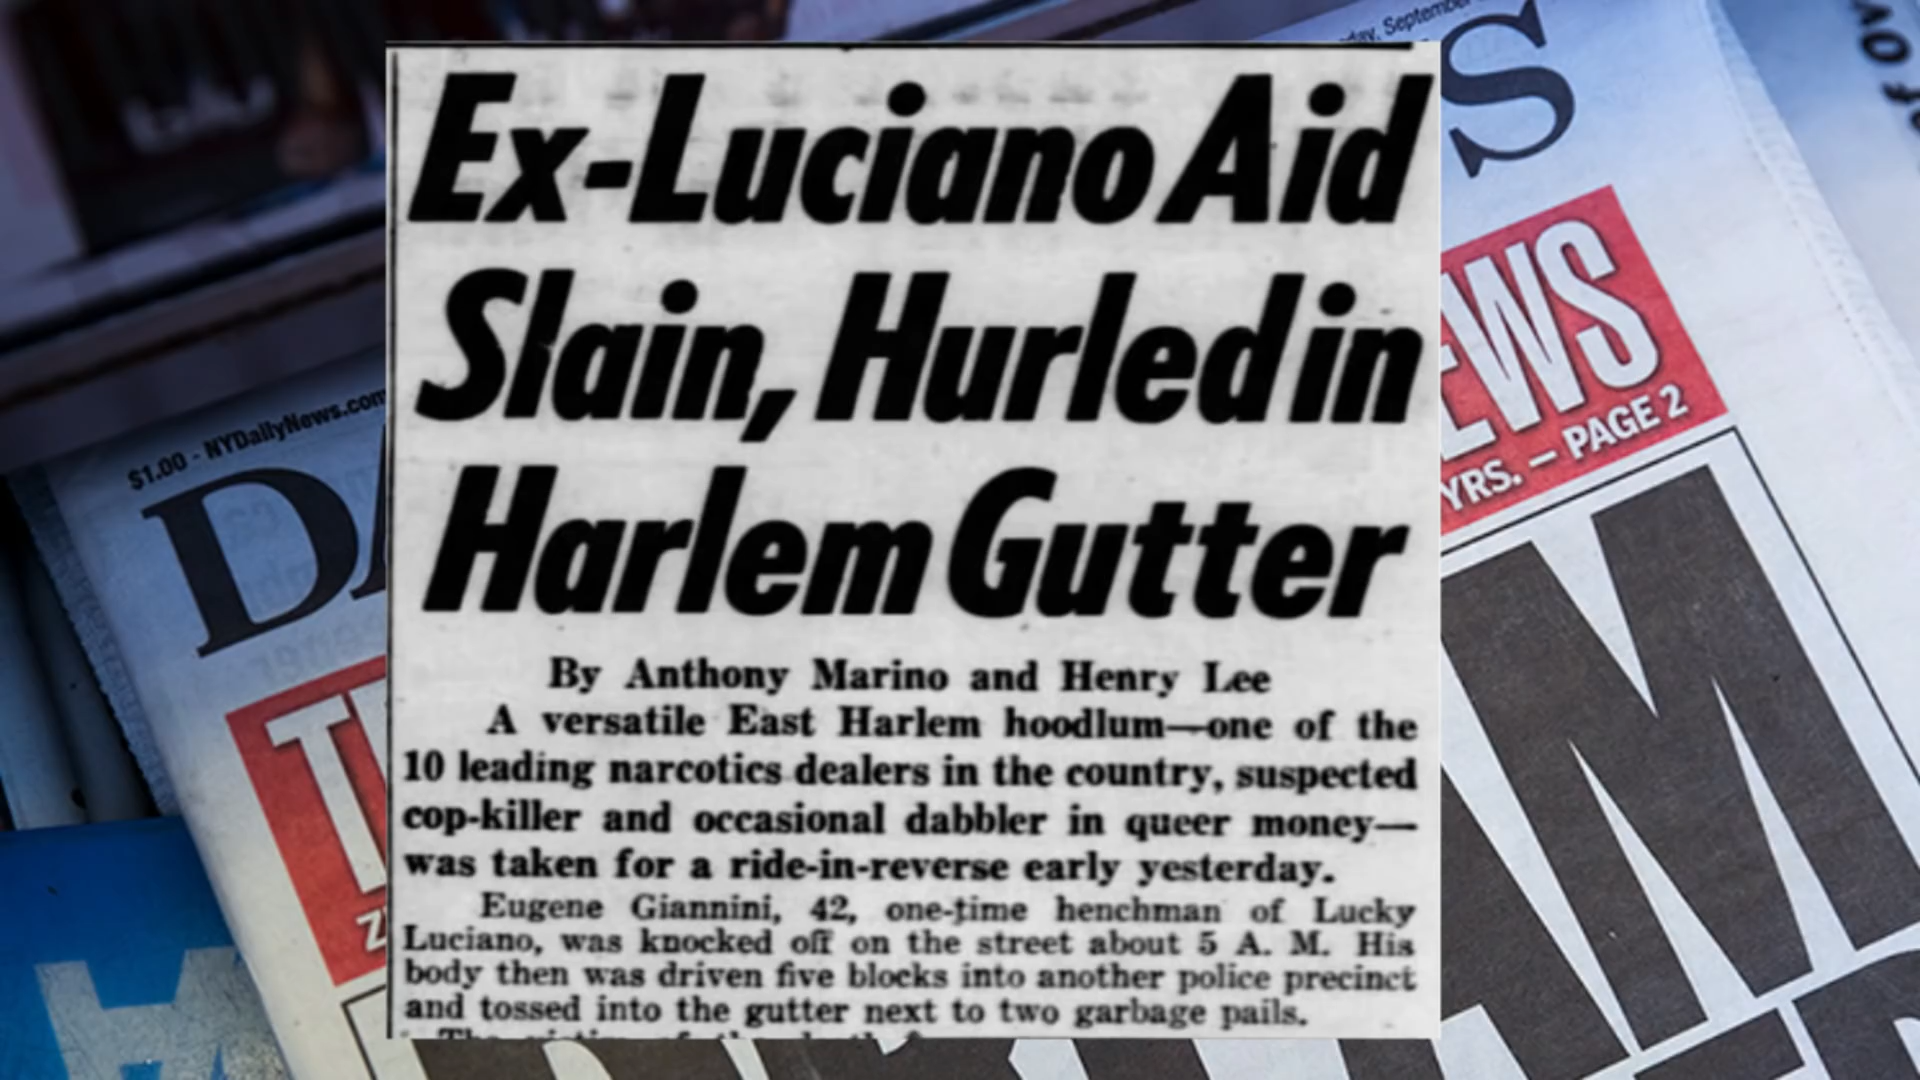 Ex-Luciano Aid
Slain, Hurled in
Harlem Gutter
By Anthony Marino and Henry Lee
A versatile East Harlem hoodlum—one of the
10 leading narcotics dealers in the country, suspected
cop-killer and occasional dabbler in queer money—
was taken for a ride-in-reverse early yesterday.
Eugene Giannini, 42, one-time henchman of Lucky
Luciano, was knocked off on the street about 5 A. M. His
body then was driven five blocks into another police precinct
and tossed into the gutter next to two garbage pails.
$1.00 - NYDailyNews.com
YRS. – PAGE 2